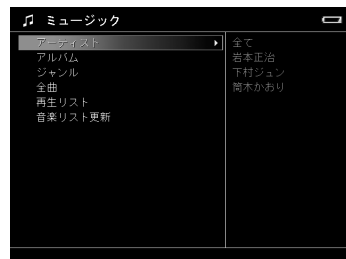 ミュージック
アーティスト
アルバム
ジャンル
全曲
再生リスト
音楽リスト更新
全て
岩本正治
下村ジュン
筒木かおり